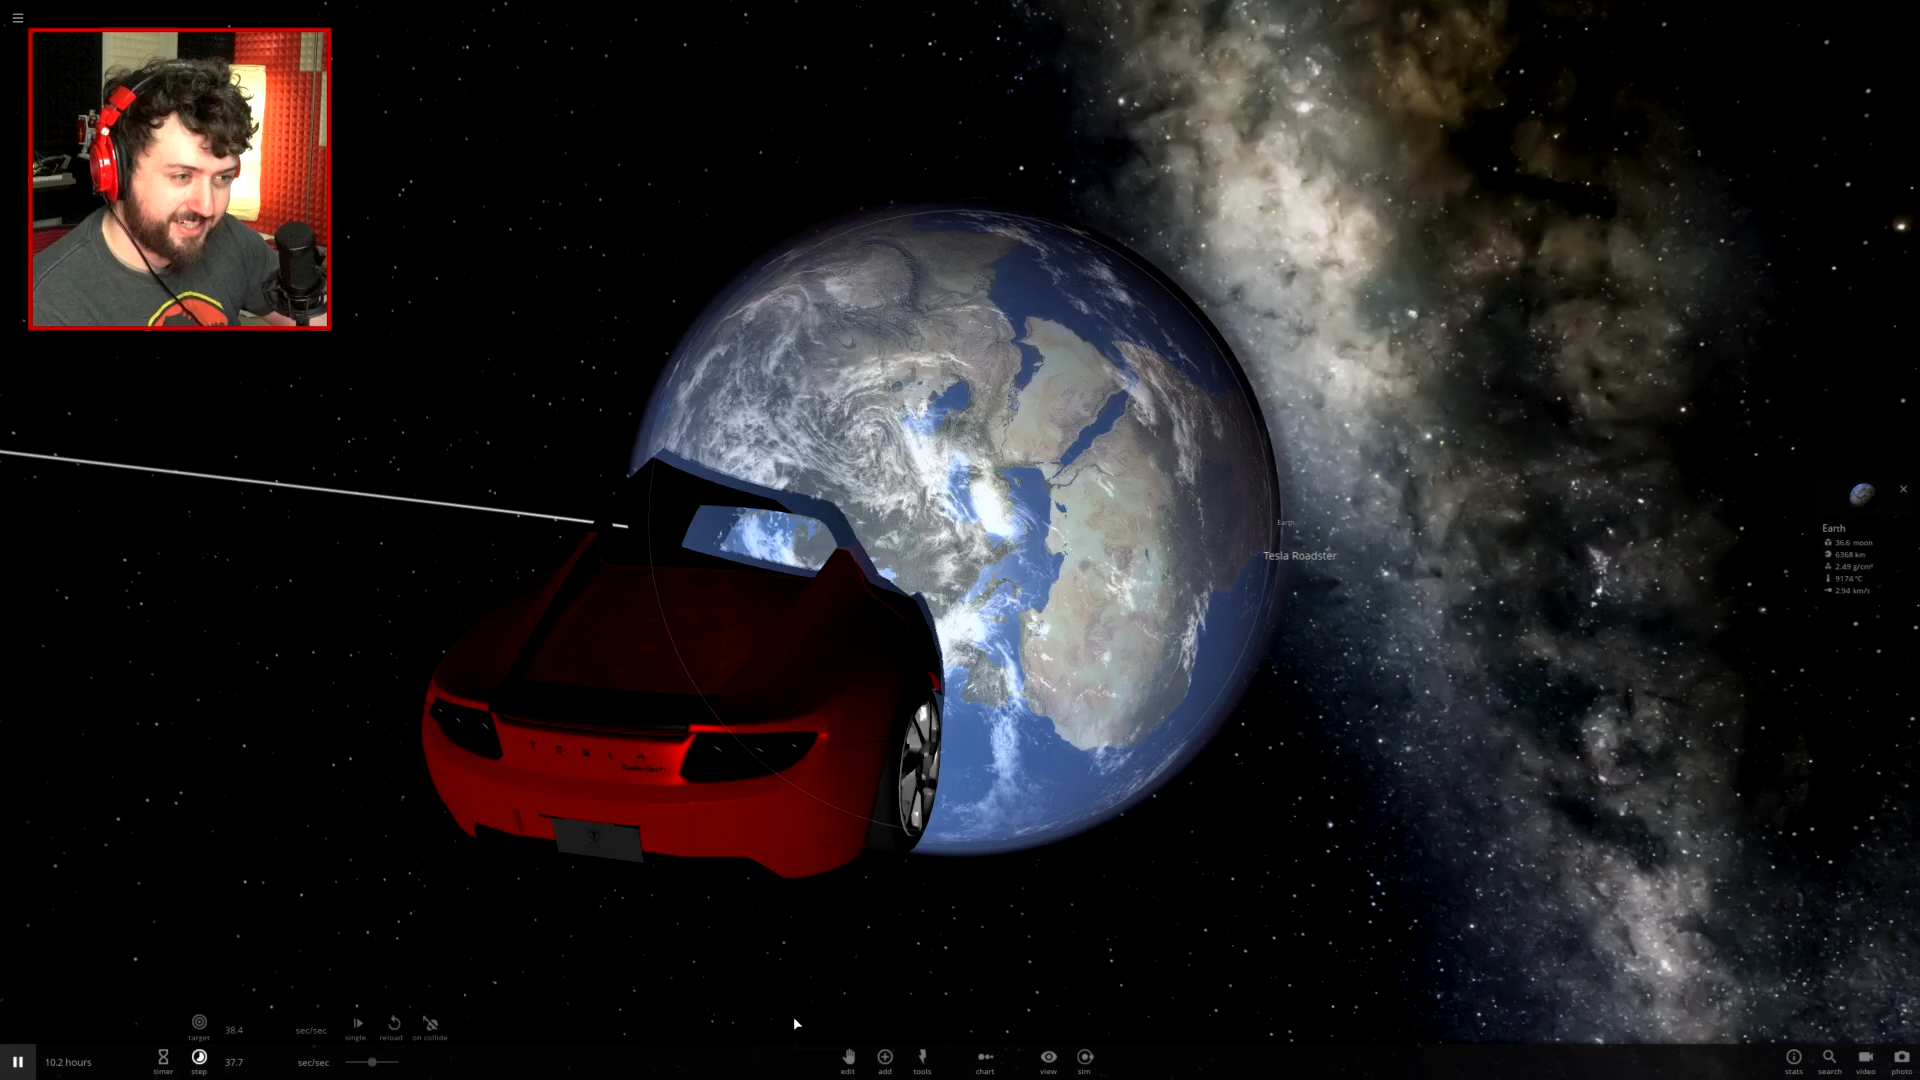 Earth
Tesla Roadster
Earth
36.6 moon
6368 km
2.49 g/cm³
9174 °C
2.94 km/s
TESLA
target
38.4
sec/sec
single
reload
on collide
10.2 hours
timer
step
37.7
sec/sec
edit
add
tools
chart
view
sim
stats
search
video
photo